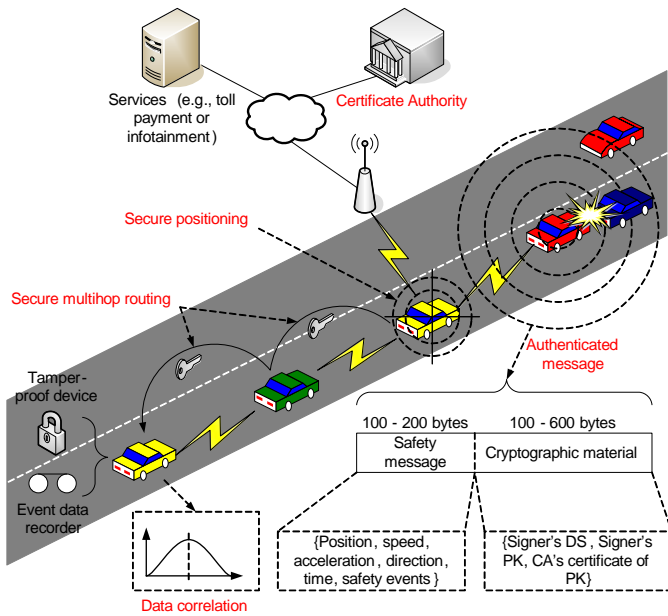 Services (e.g., toll
payment or
infotainment)
Certificate Authority
Secure positioning
Secure multihop routing
Authenticated
message
Tamper-
proof device
Event data
recorder
100 - 200 bytes
100 - 600 bytes
Safety
message
Cryptographic material
{Position, speed,
acceleration, direction,
time, safety events}
{Signer's DS, Signer's
PK, CA's certificate of
PK}
Data correlation